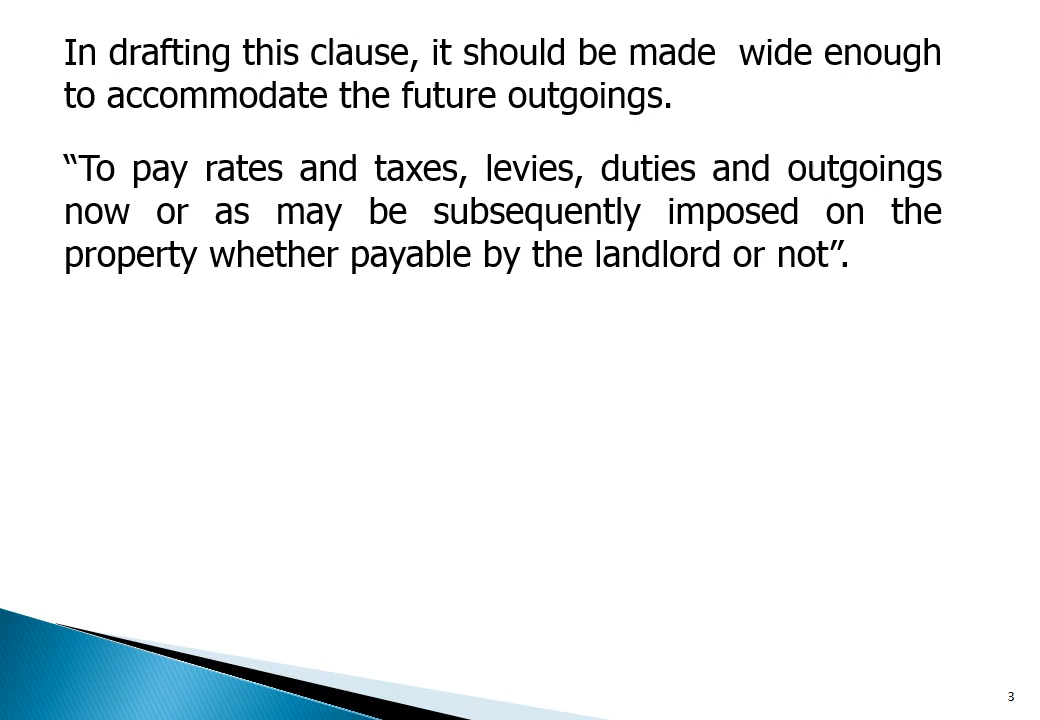 In drafting this clause, it should be made  wide enough
to accommodate the future outgoings.
“To pay rates and taxes, levies, duties and outgoings
now or as may be subsequently imposed on the
property whether payable by the landlord or not”.
3